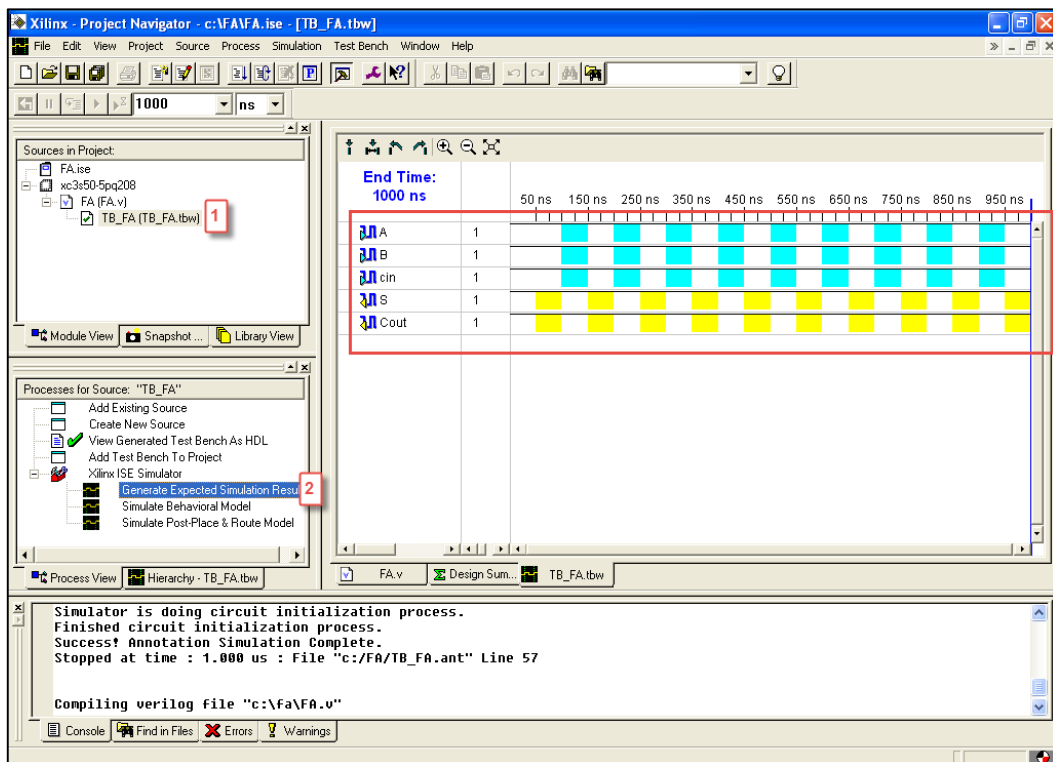 Xilinx - Project Navigator - c:\FA\FA.ise - [TB_FA.tbw]
File Edit View Project Source Process Simulation Test Bench Window Help
1000 ns
Sources in Project:
FA.ise
xc3s50-5pq208
FA (FA.v)
TB_FA (TB_FA.tbw) 1
Module View Snapshot ... Library View
Processes for Source: "TB_FA"
Add Existing Source
Create New Source
View Generated Test Bench As HDL
Add Test Bench To Project
Xilinx ISE Simulator
Generate Expected Simulation Resu 2
Simulate Behavioral Model
Simulate Post-Place & Route Model
Process View Hierarchy - TB_FA.tbw
End Time:
1000 ns
50 ns 150 ns 250 ns 350 ns 450 ns 550 ns 650 ns 750 ns 850 ns 950 ns
A 1
B 1
cin 1
S 1
Cout 1
FA.v Design Sum... TB_FA.tbw
Simulator is doing circuit initialization process.
Finished circuit initialization process.
Success! Annotation Simulation Complete.
Stopped at time : 1.000 us : File "c:/FA/TB_FA.ant" Line 57
Compiling verilog file "c:\fa\FA.v"
Console Find in Files Errors Warnings